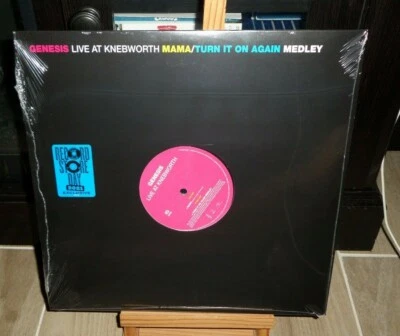 GENESIS LIVE AT KNEBWORTH MAMA/TURN IT ON AGAIN MEDLEY
RECORD
STORE
DAY
GENESIS
LIVE AT KNEBWORTH